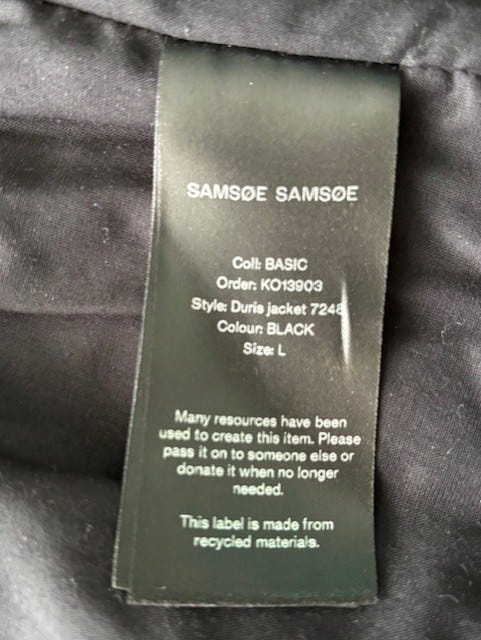 SAMSØE SAMSØE
Coll: BASIC
Order: KO13903
Style: Duris jacket 7248
Colour: BLACK
Size: L
Many resources have been
used to create this item. Please
pass it on to someone else or
donate it when no longer
needed.
This label is made from
recycled materials.